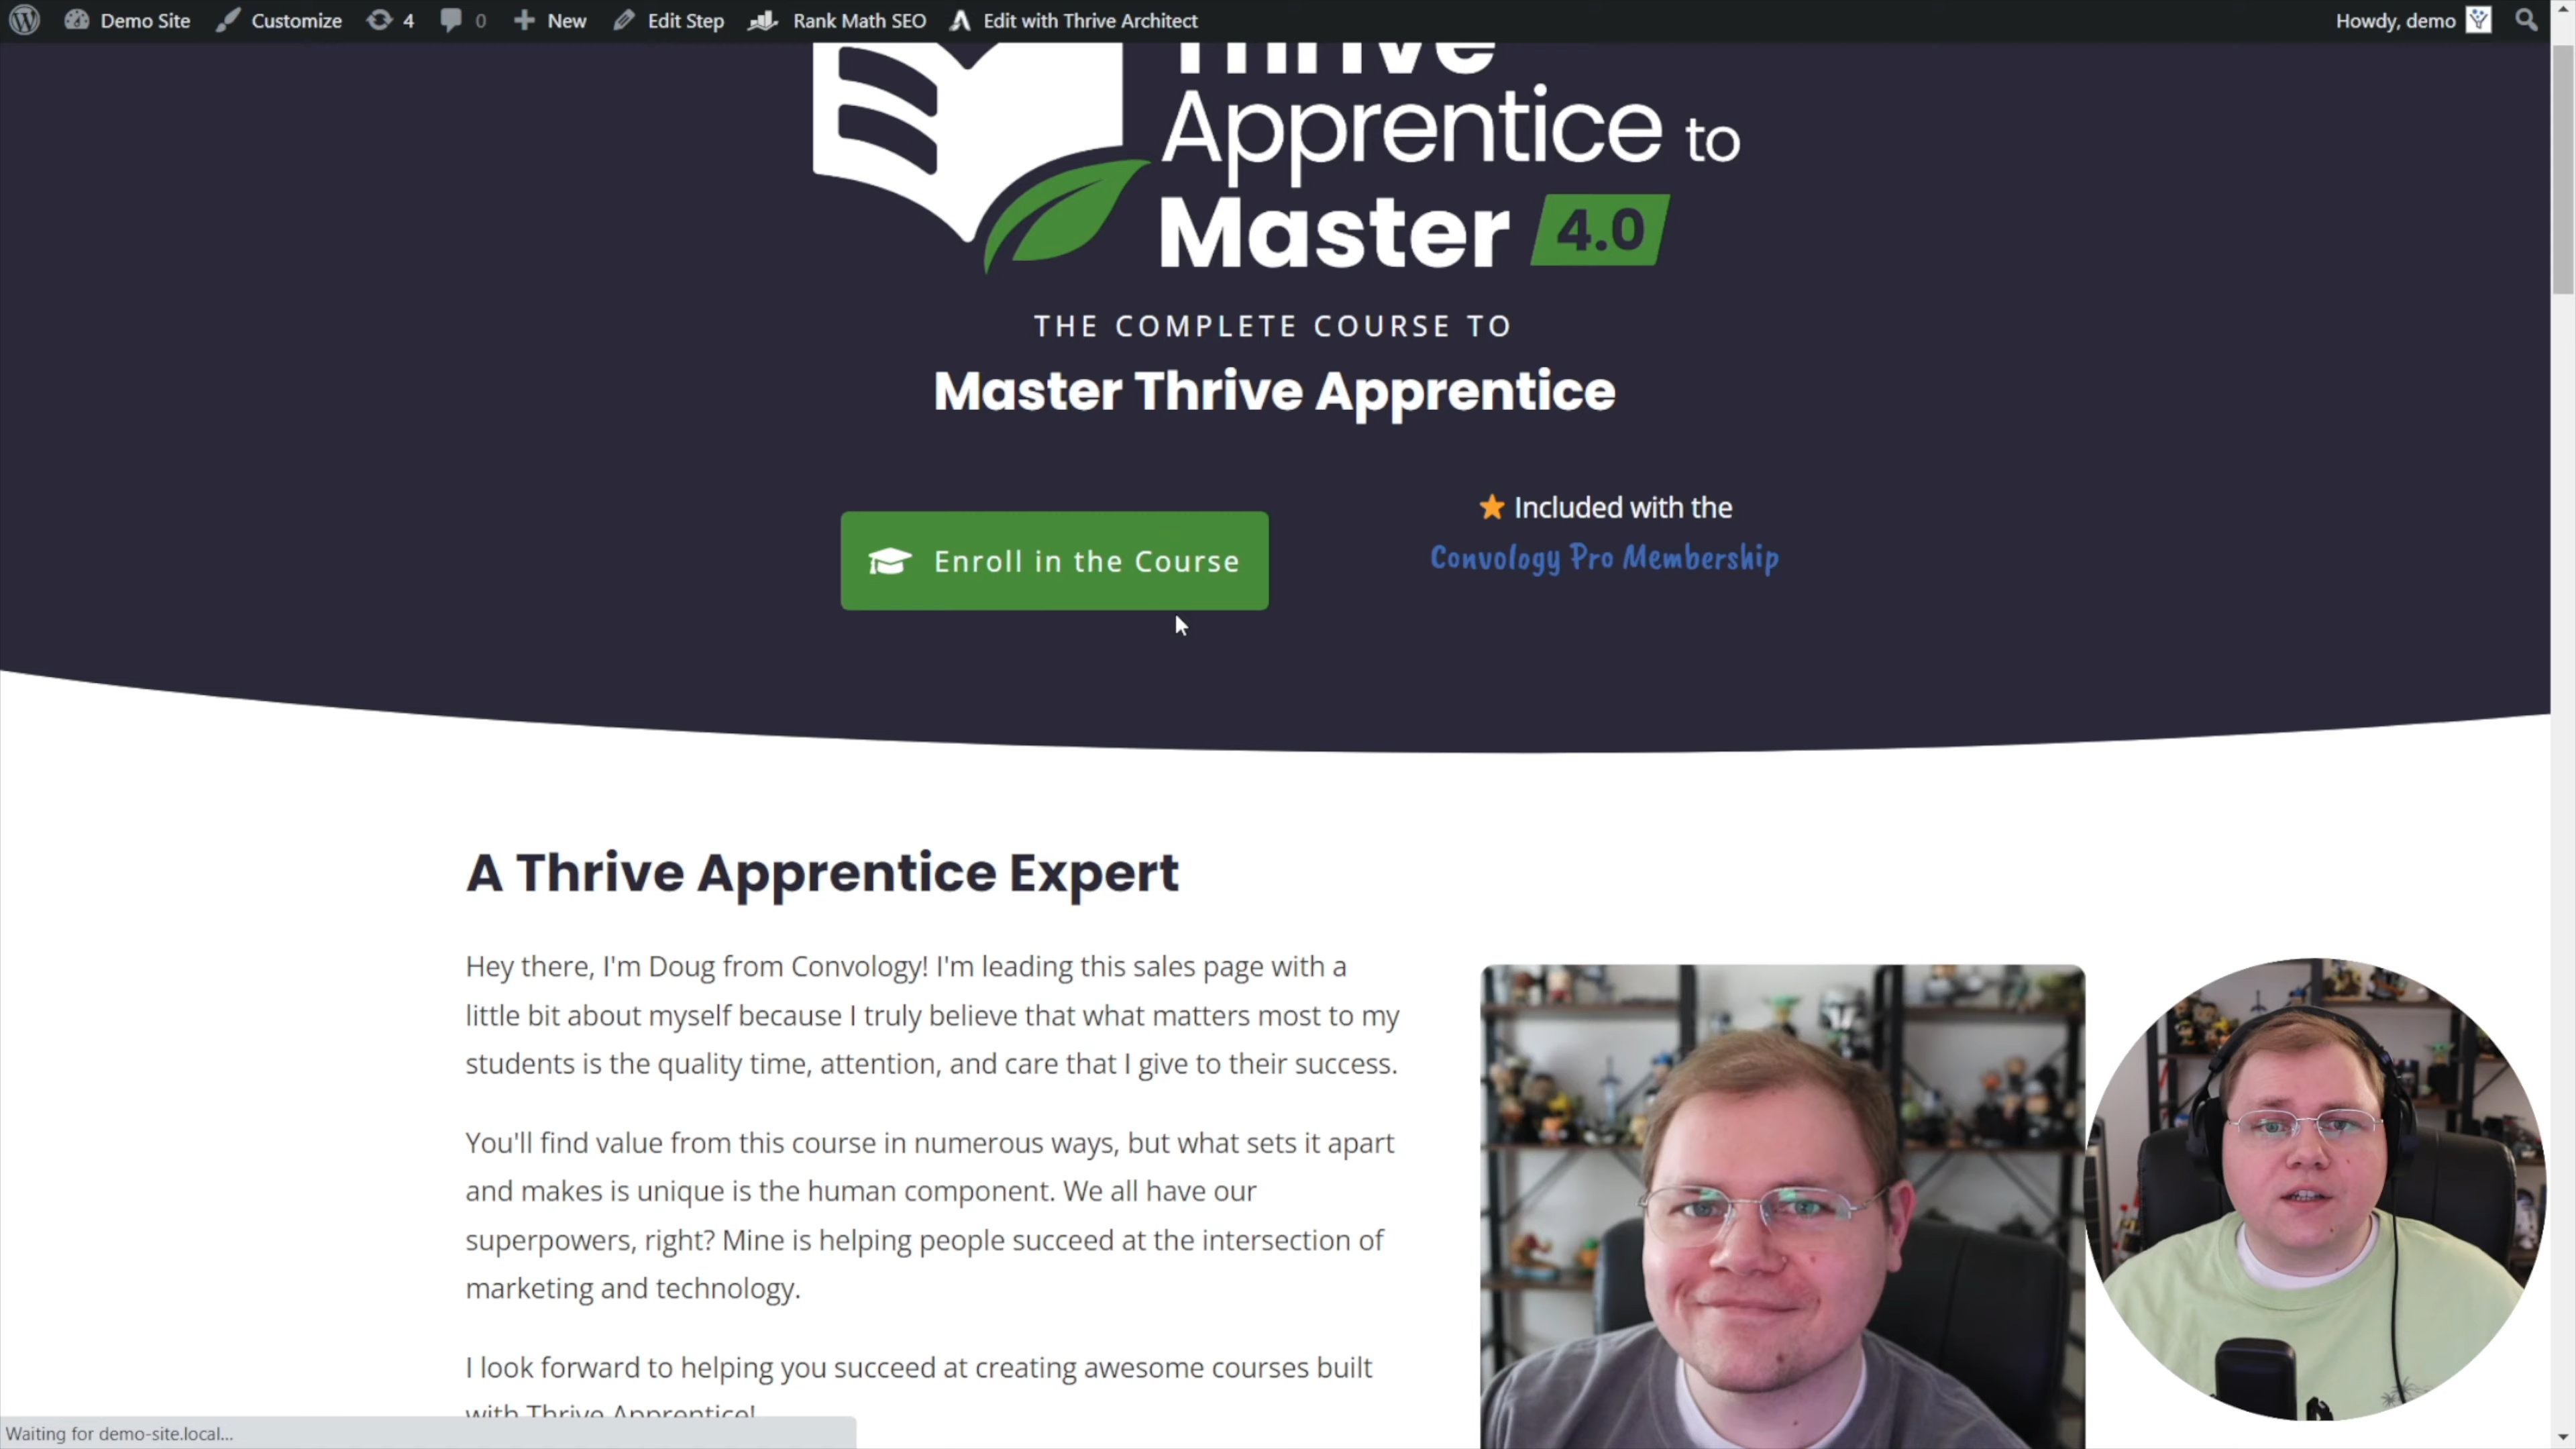 Demo Site Customize 4 0 New Edit Step Rank Math SEO Edit with Thrive Architect Howdy, demo
Thrive
Apprentice to
Master 4.0
THE COMPLETE COURSE TO
Master Thrive Apprentice
Enroll in the Course
Included with the
Convology Pro Membership
A Thrive Apprentice Expert
Hey there, I'm Doug from Convology! I'm leading this sales page with a
little bit about myself because I truly believe that what matters most to my
students is the quality time, attention, and care that I give to their success.
You'll find value from this course in numerous ways, but what sets it apart
and makes is unique is the human component. We all have our
superpowers, right? Mine is helping people succeed at the intersection of
marketing and technology.
I look forward to helping you succeed at creating awesome courses built
with Thrive Apprentice!
Waiting for demo-site.local...